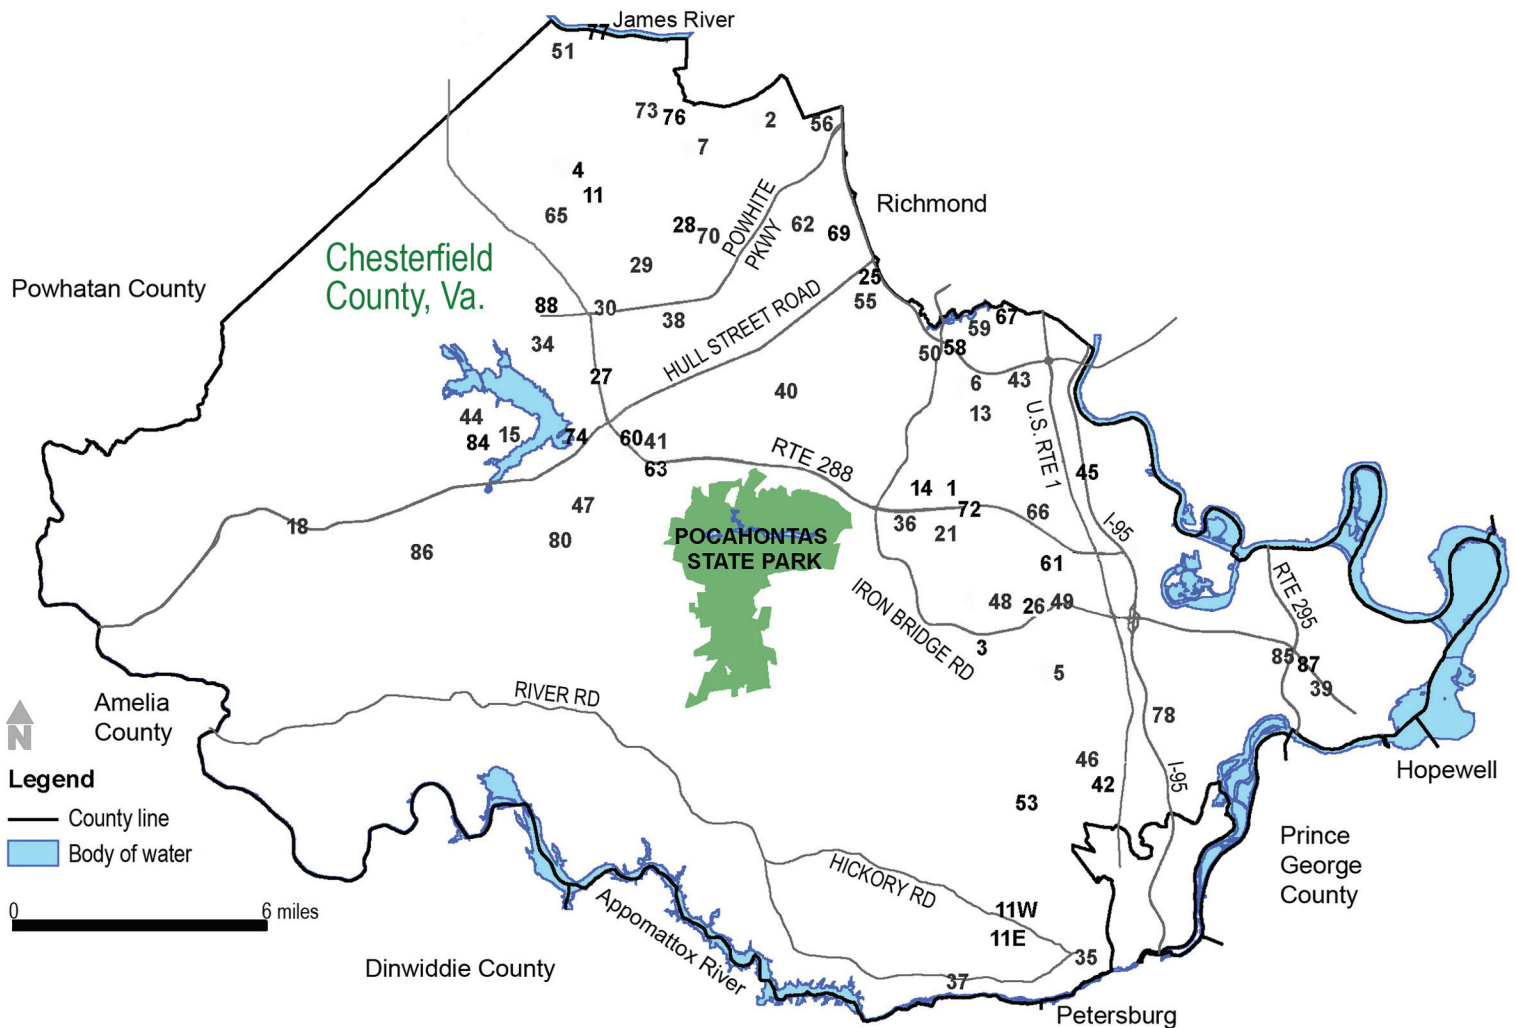 James River
77
51
73
76
2
56
7
4
11
65
Richmond
28
70
POWHITE
PKWY
62
69
Chesterfield
County, Va.
29
25
55
Powhatan County
88
30
38
HULL STREET ROAD
67
59
34
50
58
27
6
43
40
13
44
84
15
74
60
41
63
RTE 288
U.S. RTE 1
45
14
1
47
72
66
18
36
21
I-95
86
80
POCAHONTAS
STATE PARK
61
RTE 295
IRON BRIDGE RD
48
26
49
3
85
87
39
5
Amelia
County
RIVER RD
78
N
46
42
I-95
Hopewell
53
Legend
County line
Body of water
Prince
George
County
HICKORY RD
0
6 miles
11W
11E
Appomattox River
35
Dinwiddie County
37
Petersburg